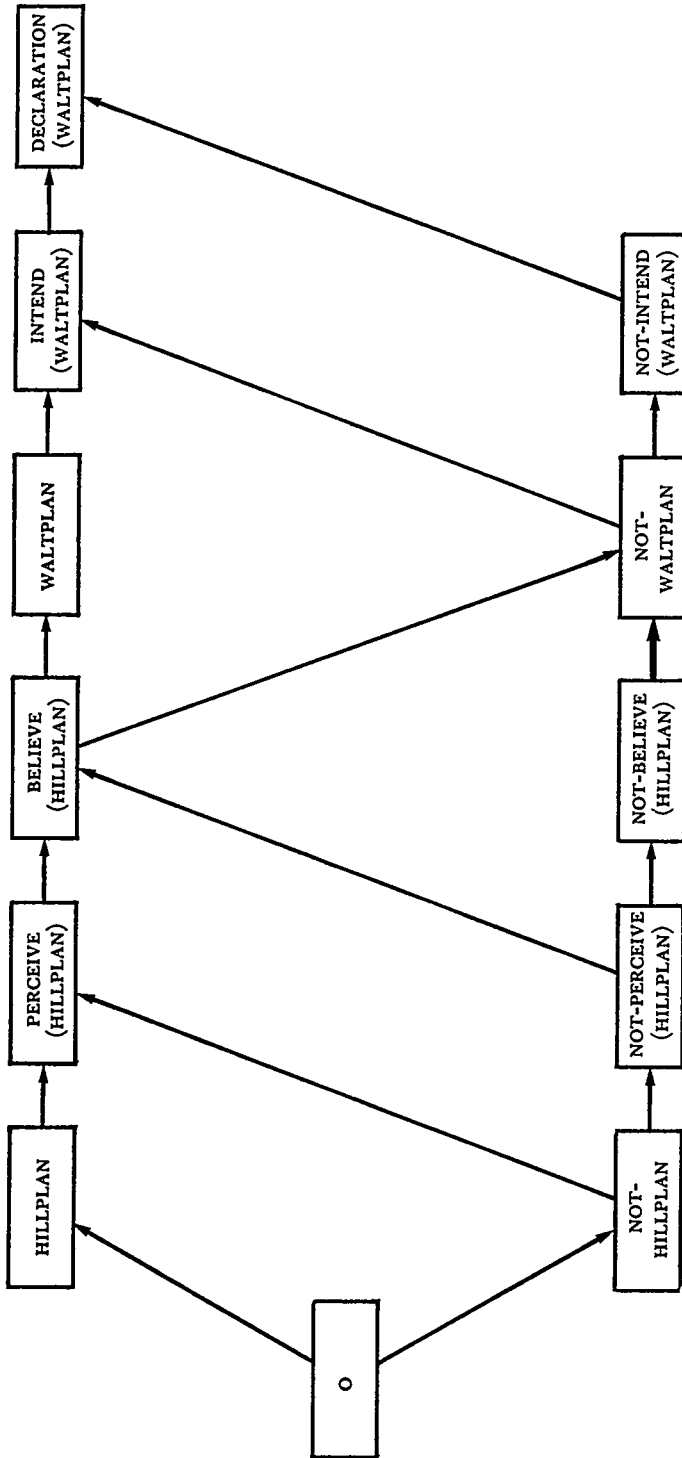 HILLPLAN
PERCEIVE
(HILLPLAN)
BELIEVE
(HILLPLAN)
WALTPLAN
INTEND
(WALTPLAN)
DECLARATION
(WALTPLAN)
O
NOT-
HILLPLAN
NOT-PERCEIVE
(HILLPLAN)
NOT-BELIEVE
(HILLPLAN)
NOT-
WALTPLAN
NOT-INTEND
(WALTPLAN)